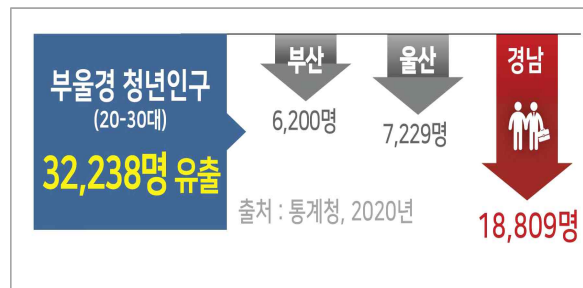 부울경 청년인구
(20-30대)
32,238명 유출
부산
6,200명
울산
7,229명
경남
18,809명
출처 : 통계청, 2020년